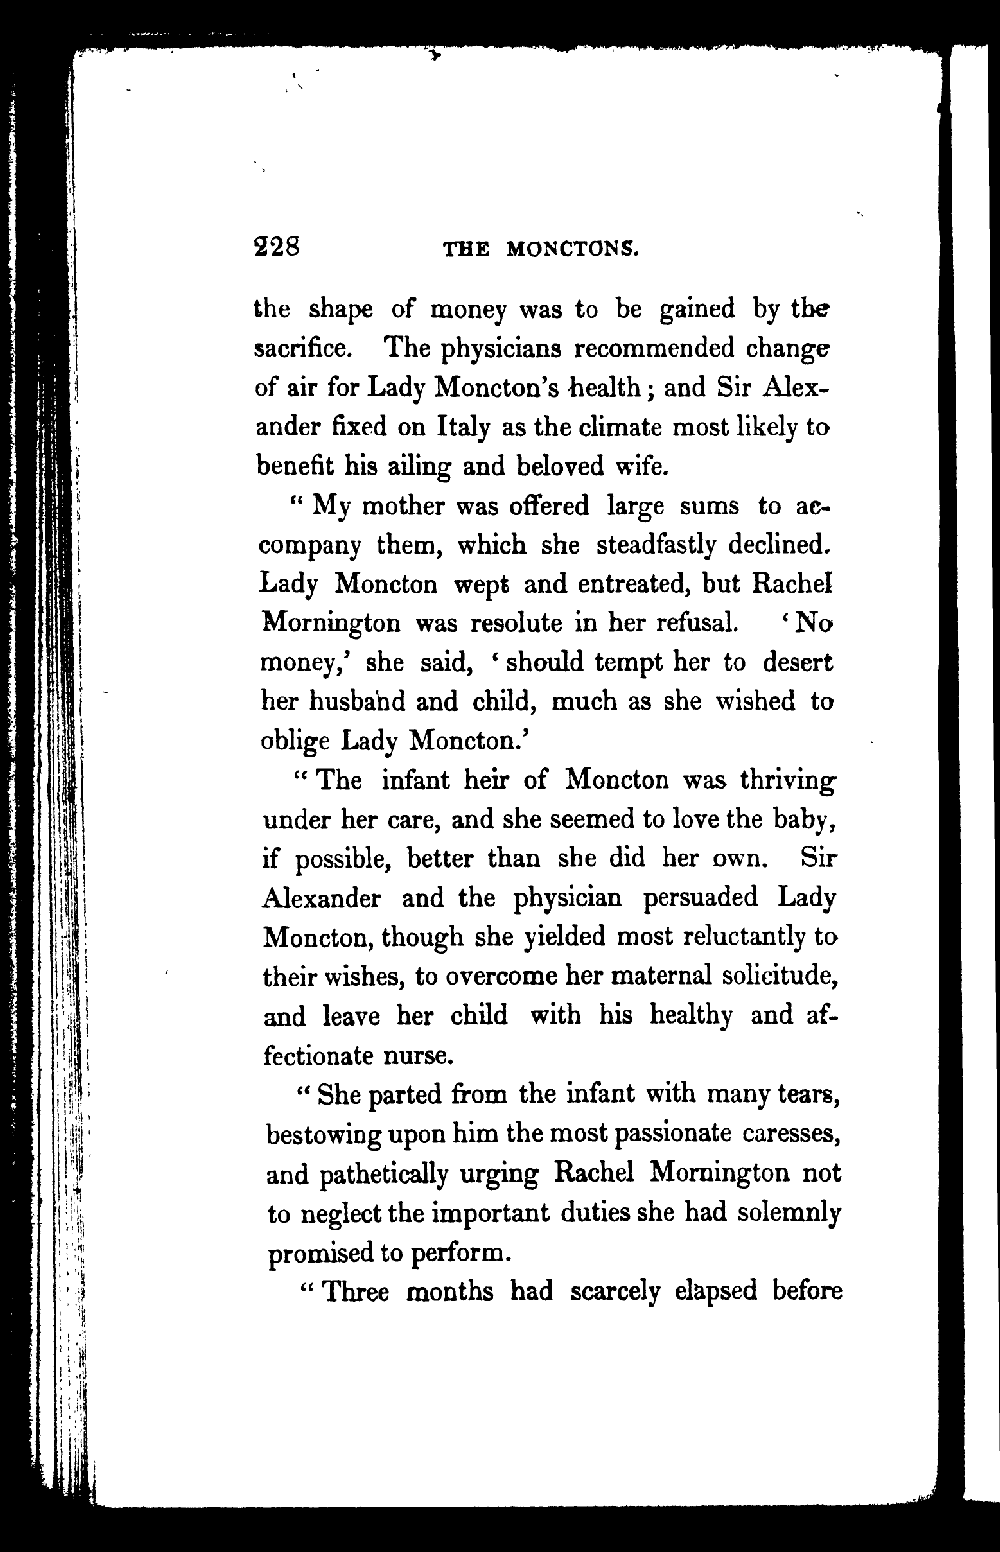 228 THE MONCTONS.
the shape of money was to be gained by the
sacrifice. The physicians recommended change
of air for Lady Moncton's health; and Sir Alex-
ander fixed on Italy as the climate most likely to
benefit his ailing and beloved wife.
" My mother was offered large sums to ac-
company them, which she steadfastly declined.
Lady Moncton wept and entreated, but Rachel
Mornington was resolute in her refusal. ' No
money,' she said, ' should tempt her to desert
her husband and child, much as she wished to
oblige Lady Moncton.'
" The infant heir of Moncton was thriving
under her care, and she seemed to love the baby,
if possible, better than she did her own. Sir
Alexander and the physician persuaded Lady
Moncton, though she yielded most reluctantly to
their wishes, to overcome her maternal solicitude,
and leave her child with his healthy and af-
fectionate nurse.
" She parted from the infant with many tears,
bestowing upon him the most passionate caresses,
and pathetically urging Rachel Mornington not
to neglect the important duties she had solemnly
promised to perform.
" Three months had scarcely elapsed before